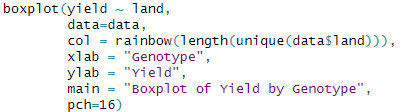 boxplot(yield ~ land,
data=data,
col = rainbow(length(unique(data$land))),
xlab = "Genotype",
ylab = "Yield",
main = "Boxplot of Yield by Genotype",
pch=16)